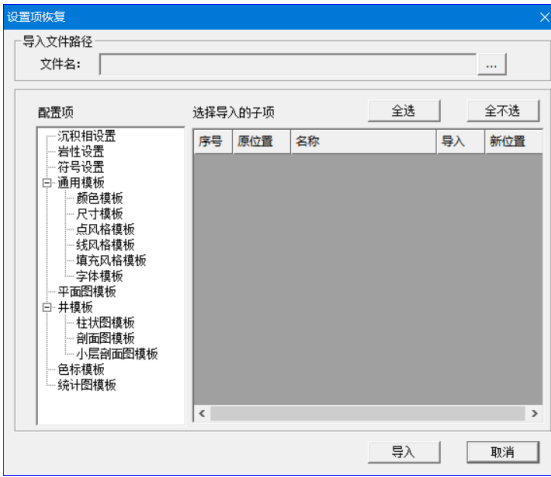 设置项恢复
导入文件路径
文件名:
...
配置项
选择导入的子项
全选
全不选
沉积相设置
岩性设置
符号设置
通用模板
颜色模板
尺寸模板
点风格模板
线风格模板
填充风格模板
字体模板
平面图模板
井模板
柱状图模板
剖面图模板
小层剖面图模板
色标模板
统计图模板
序号 原位置 名称 导入 新位置
导入
取消